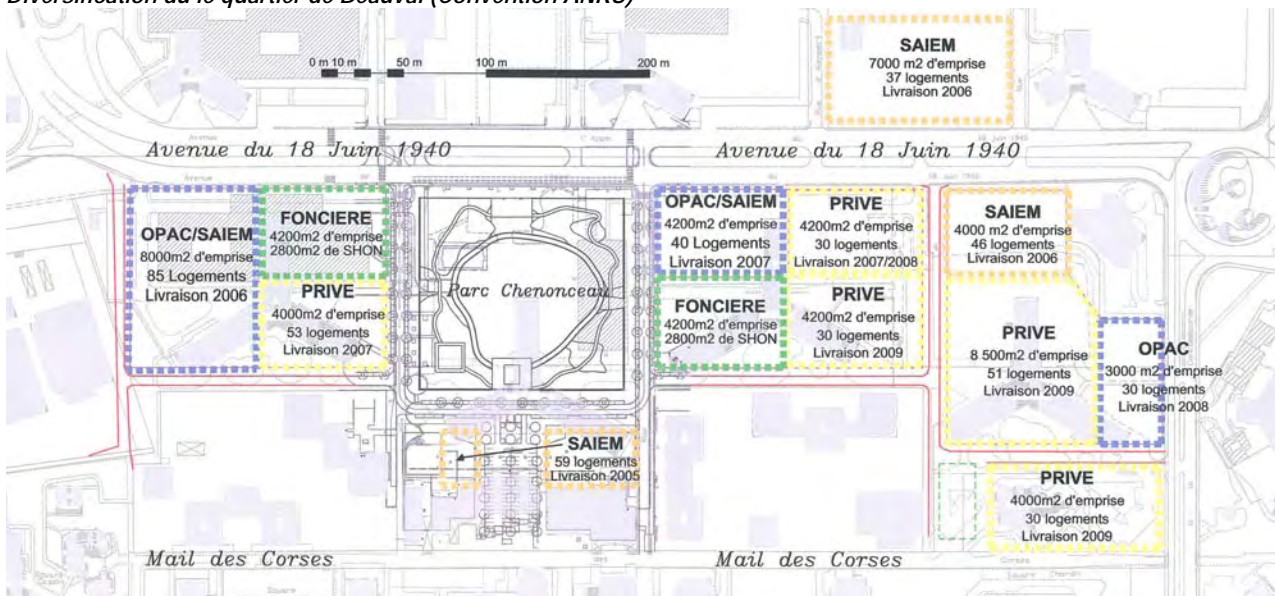 Diversification du le quartier de Beauval (Convention ANRU)
0 m 10 m 50 m 100 m 200 m
SAIEM
7000 m2 d'emprise
37 logements
Livraison 2006
Avenue du 18 Juin 1940
Avenue du 18 Juin 1940
OPAC/SAIEM
8000m2 d'emprise
85 Logements
Livraison 2006
FONCIERE
4200m2 d'emprise
2800m2 de SHON
PRIVE
4000m2 d'emprise
53 logements
Livraison 2007
Parc Chenonceau
OPAC/SAIEM
4200m2 d'emprise
40 Logements
Livraison 2007
PRIVE
4200m2 d'emprise
30 logements
Livraison 2007/2008
FONCIERE
4200m2 d'emprise
2800m2 de SHON
PRIVE
4200m2 d'emprise
30 logements
Livraison 2009
SAIEM
4000 m2 d'emprise
46 logements
Livraison 2006
PRIVE
8 500m2 d'emprise
51 logements
Livraison 2009
OPAC
3000 m2 d'emprise
30 logements
Livraison 2008
SAIEM
59 logements
Livraison 2005
PRIVE
4000m2 d'emprise
30 logements
Livraison 2009
Mail des Corses
Mail des Corses